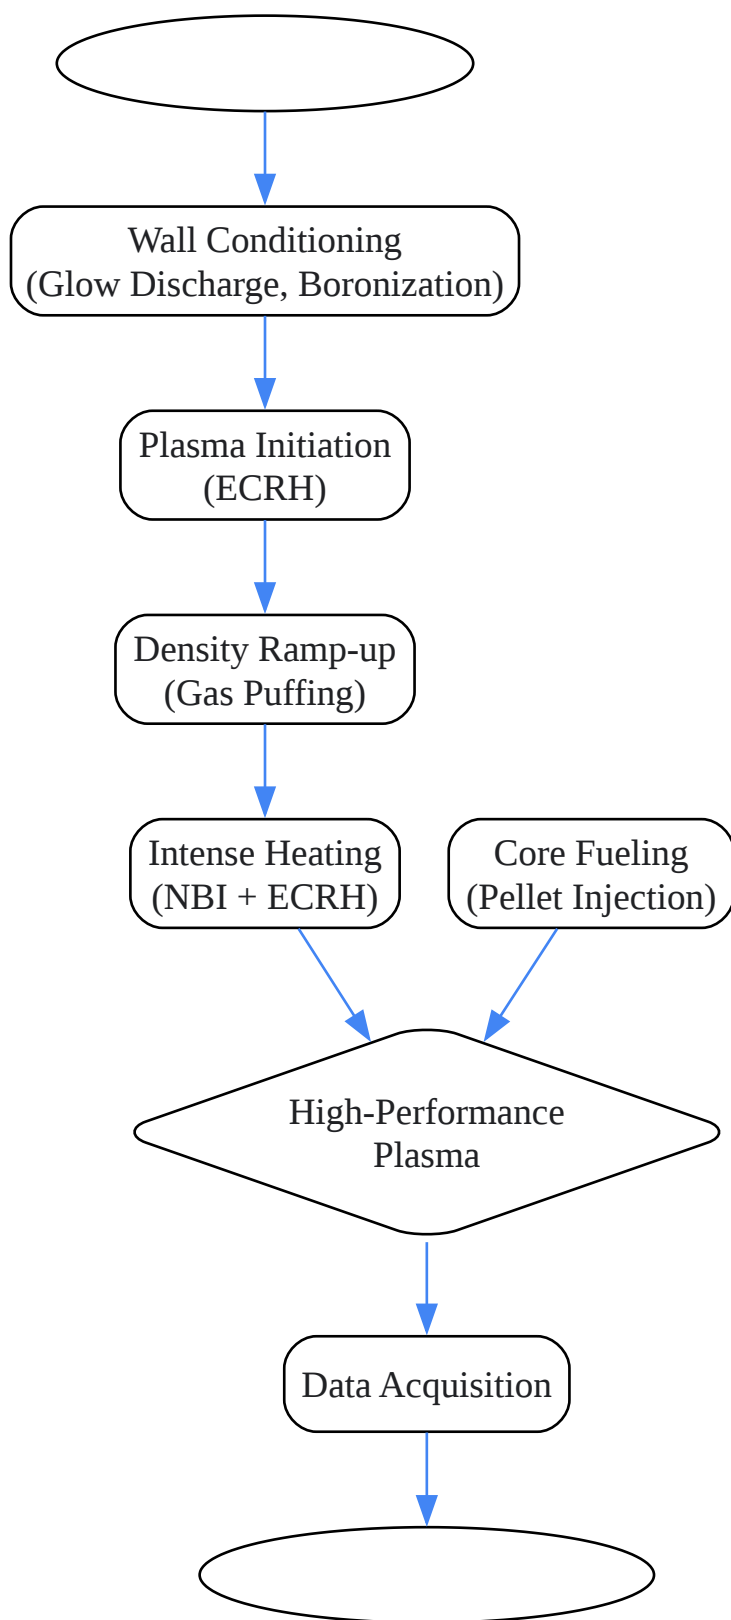 Wall Conditioning
(Glow Discharge, Boronization)
Plasma Initiation
(ECRH)
Density Ramp-up
(Gas Puffing)
Intense Heating
(NBI + ECRH)
Core Fueling
(Pellet Injection)
High-Performance
Plasma
Data Acquisition